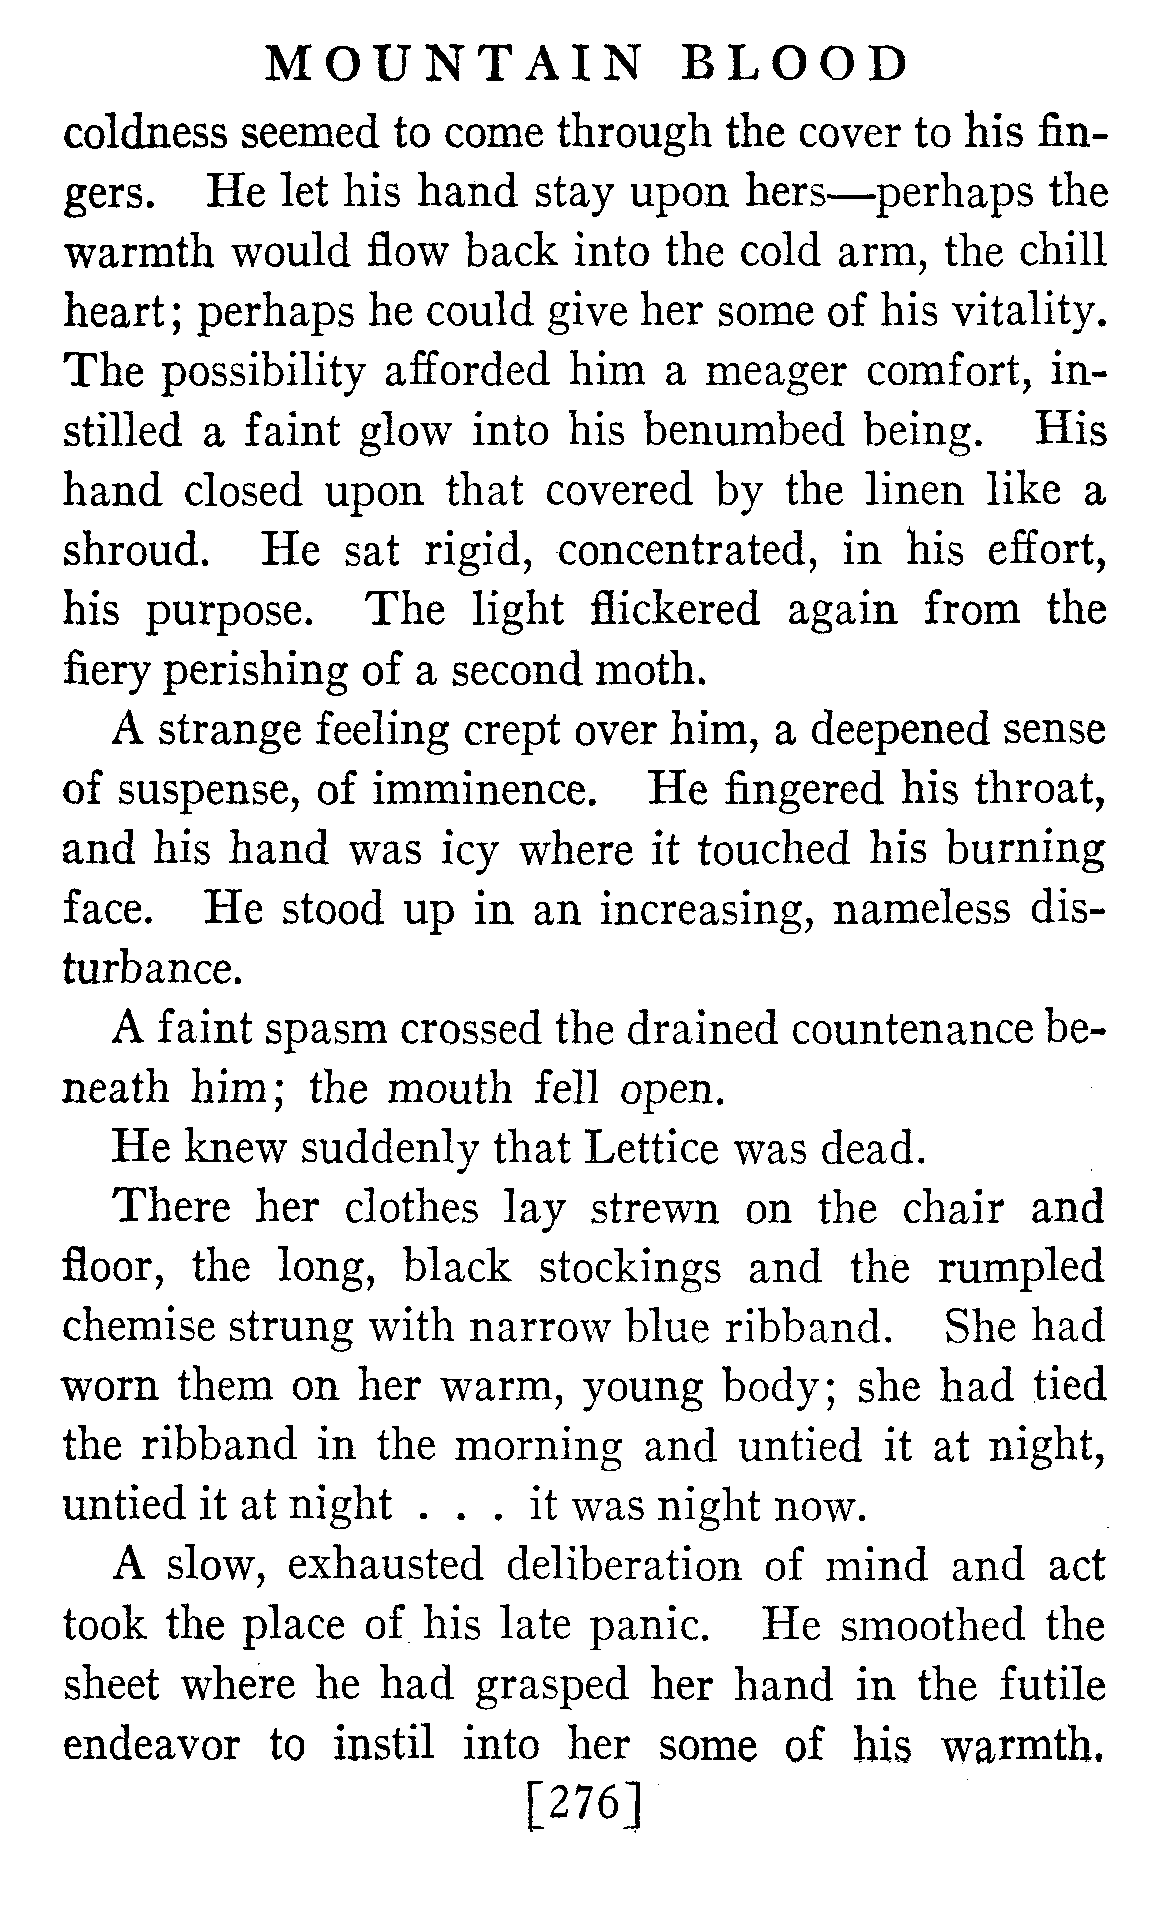 MOUNTAIN BLOOD
coldness seemed to come through the cover to his fin-
gers. He let his hand stay upon hers—perhaps the
warmth would flow back into the cold arm, the chill
heart; perhaps he could give her some of his vitality.
The possibility afforded him a meager comfort, in-
stilled a faint glow into his benumbed being. His
hand closed upon that covered by the linen like a
shroud. He sat rigid, concentrated, in his effort,
his purpose. The light flickered again from the
fiery perishing of a second moth.
A strange feeling crept over him, a deepened sense
of suspense, of imminence. He fingered his throat,
and his hand was icy where it touched his burning
face. He stood up in an increasing, nameless dis-
turbance.
A faint spasm crossed the drained countenance be-
neath him; the mouth fell open.
He knew suddenly that Lettice was dead.
There her clothes lay strewn on the chair and
floor, the long, black stockings and the rumpled
chemise strung with narrow blue ribband. She had
worn them on her warm, young body; she had tied
the ribband in the morning and untied it at night,
untied it at night . . . it was night now.
A slow, exhausted deliberation of mind and act
took the place of his late panic. He smoothed the
sheet where he had grasped her hand in the futile
endeavor to instil into her some of his warmth.
[276]